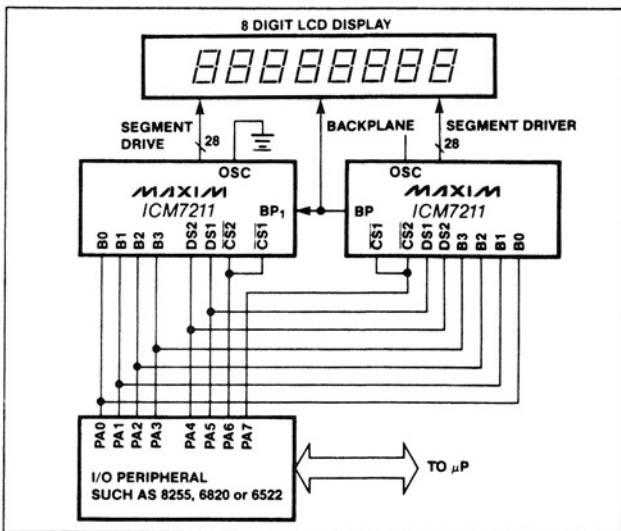 8 DIGIT LCD DISPLAY
88888888
SEGMENT DRIVE
28
BACKPLANE
SEGMENT DRIVER
28
OSC
MAXIM
ICM7211
BP1
B0 B1 B2 B3 DS2 DS1 CS2 CS1
OSC
MAXIM
ICM7211
BP
CS1 CS2 DS1 DS2 B3 B2 B1 B0
PA0 PA1 PA2 PA3 PA4 PA5 PA6 PA7
I/O PERIPHERAL
SUCH AS 8255, 6820 or 6522
TO μP